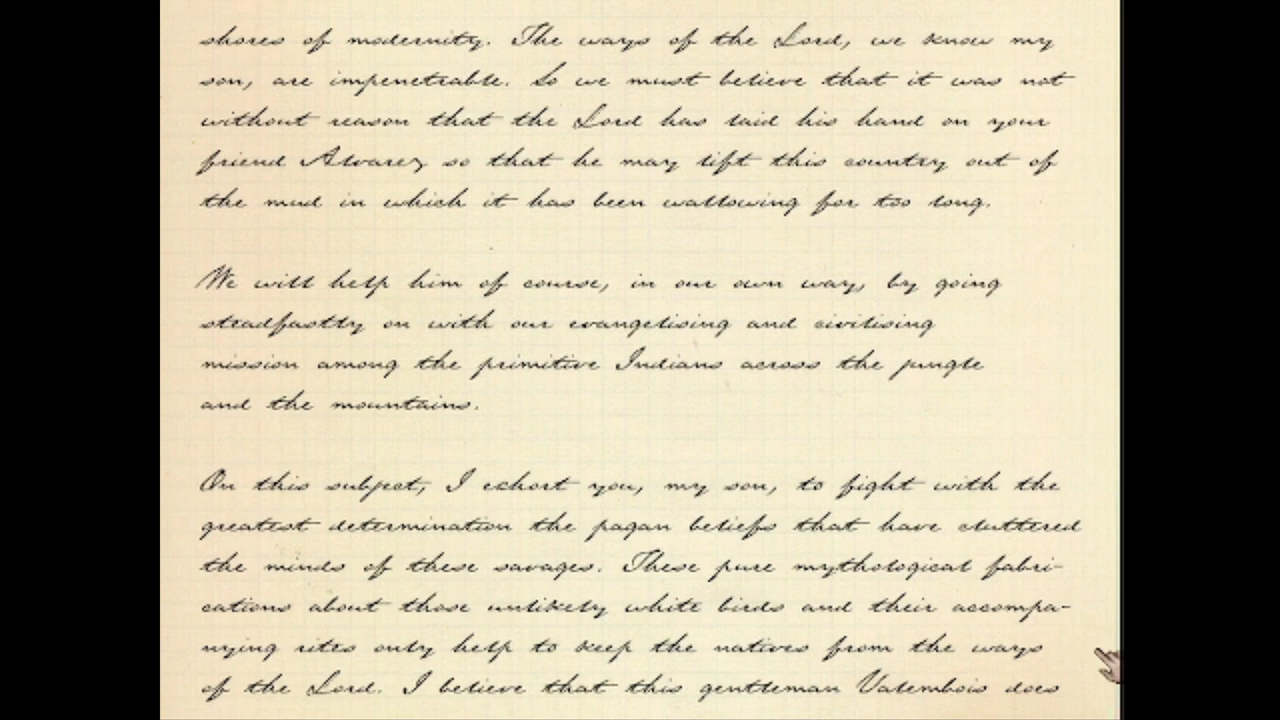 shores of modernity. The ways of the Lord, we know my
son, are impenetrable. So we must believe that it was not
without reason that the Lord has laid his hand on your
friend Alvarez so that he may lift this country out of
the mud in which it has been wallowing for too long.
We will help him of course, in our own way, by going
steadfastly on with our evangelising and civilising
mission among the primitive Indians across the jungle
and the mountains.
On this subject, I exhort you, my son, to fight with the
greatest determination the pagan beliefs that have cluttered
the minds of these savages. These pure mythological fabri-
cations about those unlikely white birds and their accompa-
nying rites only help to keep the natives from the ways
of the Lord. I believe that this gentleman Valembois does